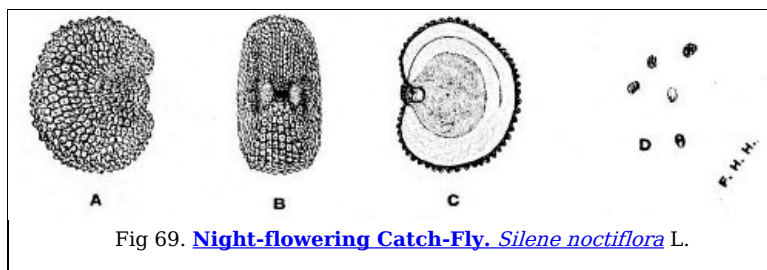 A
B
C
D
F. H. H.
Fig 69. Night-flowering Catch-Fly. Silene noctiflora L.